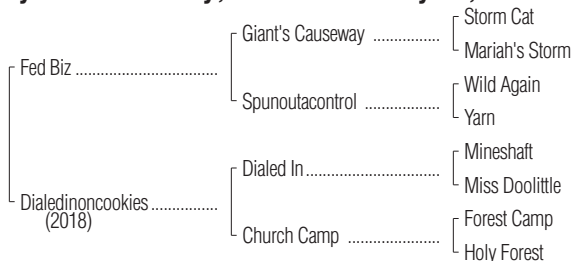 Storm Cat
Giant's Causeway ................
Mariah's Storm
Fed Biz ..................................
Wild Again
Spunoutacontrol ..................
Yarn
Mineshaft
Dialed In................................
Miss Doolittle
Dialedinoncookies ................
(2018)
Forest Camp
Church Camp ......................
Holy Forest